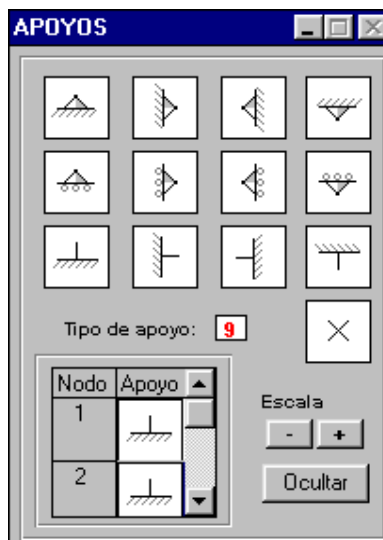 APOYOS
Tipo de apoyo: 9
Nodo Apoyo
1
2
Escala
- +
Ocultar